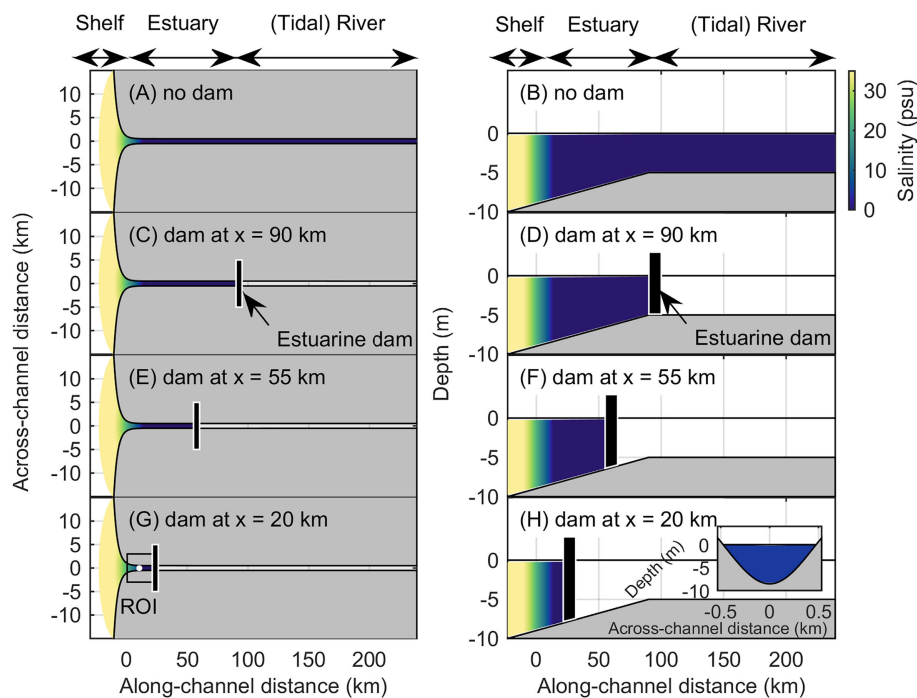 Shelf Estuary (Tidal) River
Shelf Estuary (Tidal) River
(A) no dam
10
5
0
-5
-10
(B) no dam
0
-5
-10
30
20
10
0
Salinity (psu)
(C) dam at x = 90 km
10
5
0
-5
-10
Estuarine dam
(D) dam at x = 90 km
0
-5
-10
Estuarine dam
Across-channel distance (km)
Depth (m)
(E) dam at x = 55 km
10
5
0
-5
-10
(F) dam at x = 55 km
0
-5
-10
(G) dam at x = 20 km
10
5
0
-5
-10
ROI
(H) dam at x = 20 km
0
-5
-10
Depth (m)
0
-5
-10
-0.5 0 0.5
Across-channel distance (km)
0 50 100 150 200
Along-channel distance (km)
0 50 100 150 200
Along-channel distance (km)